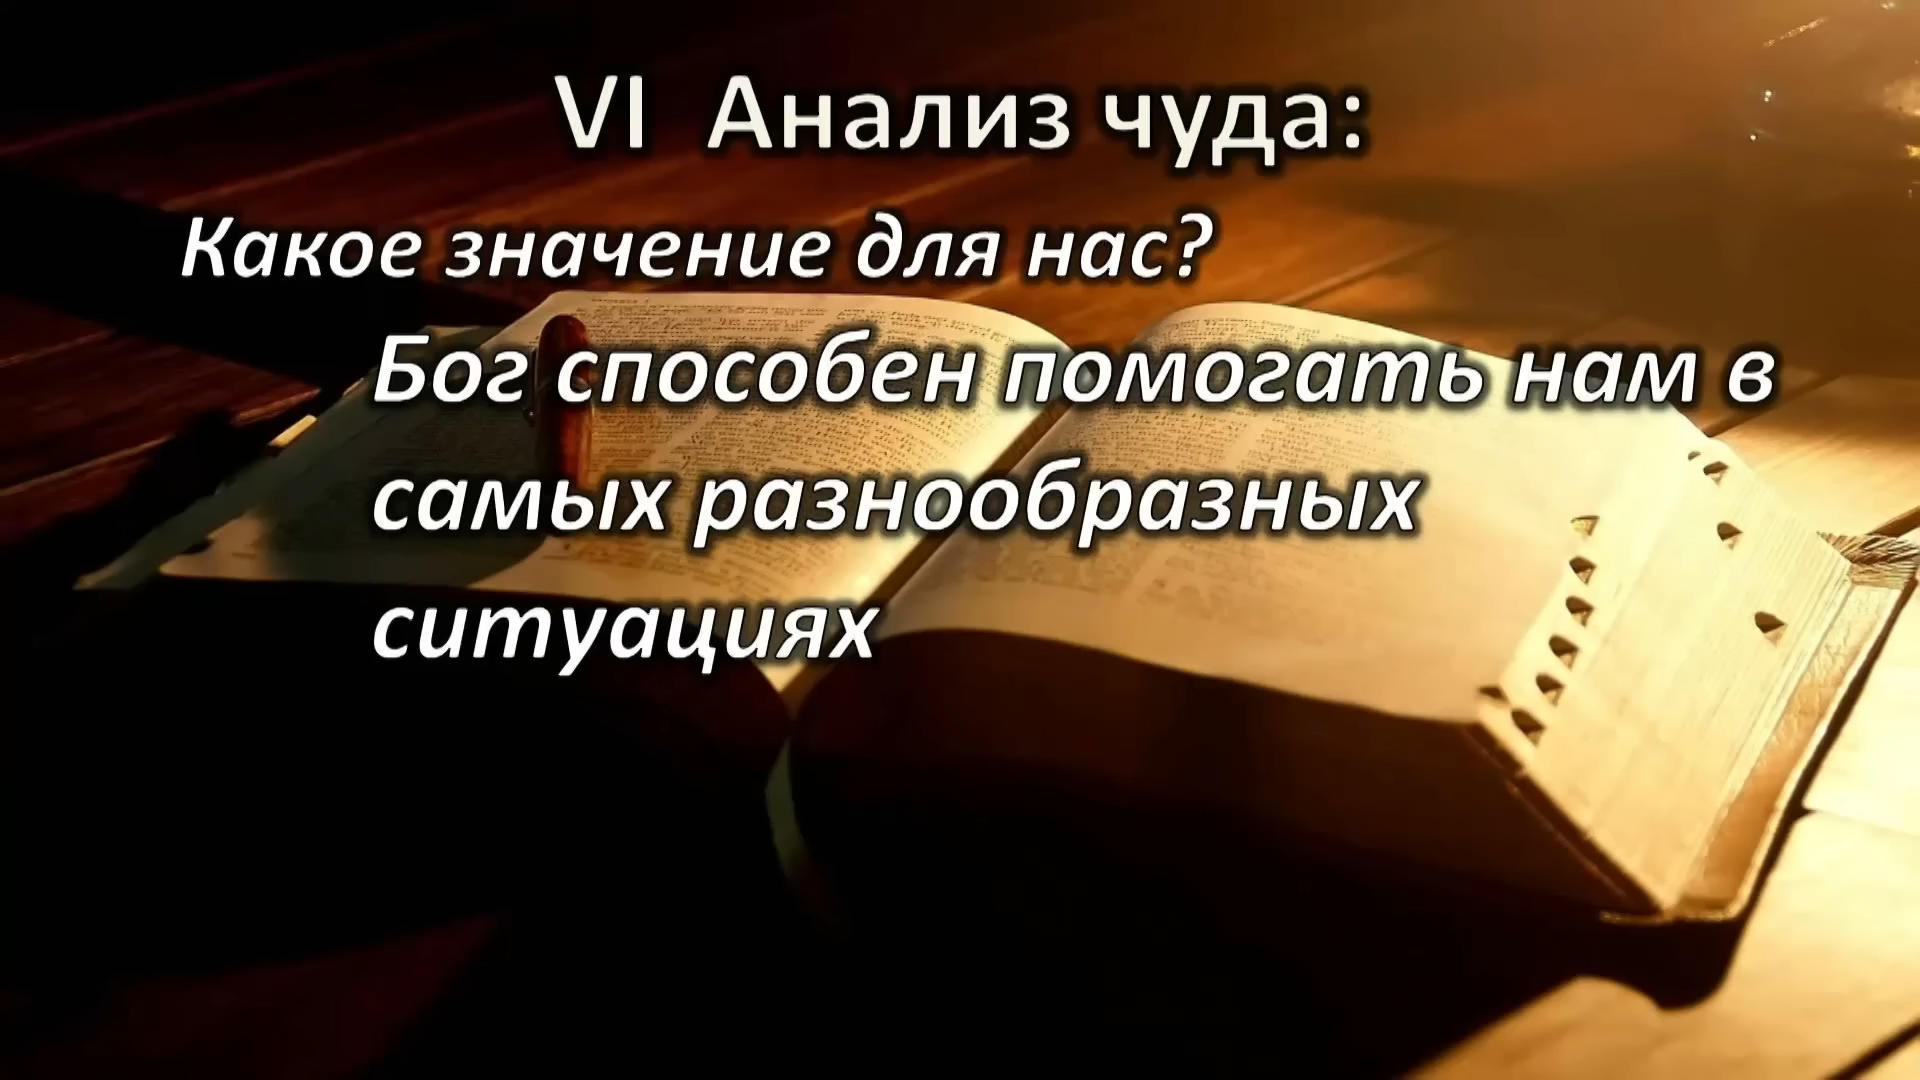 VI Анализ чуда:
Какое значение для нас?
Бог способен помогать нам в
самых разнообразных
ситуациях